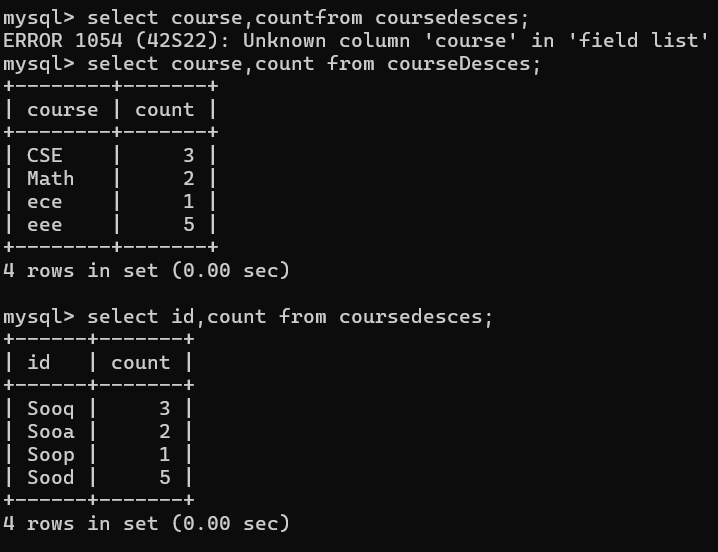 mysql> select course,countfrom coursedesces;
ERROR 1054 (42S22): Unknown column 'course' in 'field list'
mysql> select course,count from courseDesces;
+--------+-------+
| course | count |
+--------+-------+
| CSE    |     3 |
| Math   |     2 |
| ece    |     1 |
| eee    |     5 |
+--------+-------+
4 rows in set (0.00 sec)
mysql> select id,count from coursedesces;
+------+-------+
| id   | count |
+------+-------+
| Sooq |     3 |
| Sooa |     2 |
| Soop |     1 |
| Sood |     5 |
+------+-------+
4 rows in set (0.00 sec)